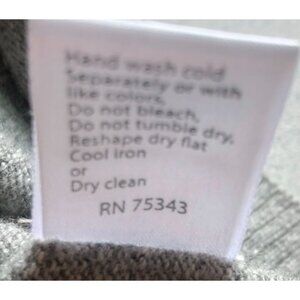 Hand wash cold
Separately or with
like colors,
Do not bleach,
Do not tumble dry,
Reshape dry flat
Cool iron
or
Dry clean
RN 75343